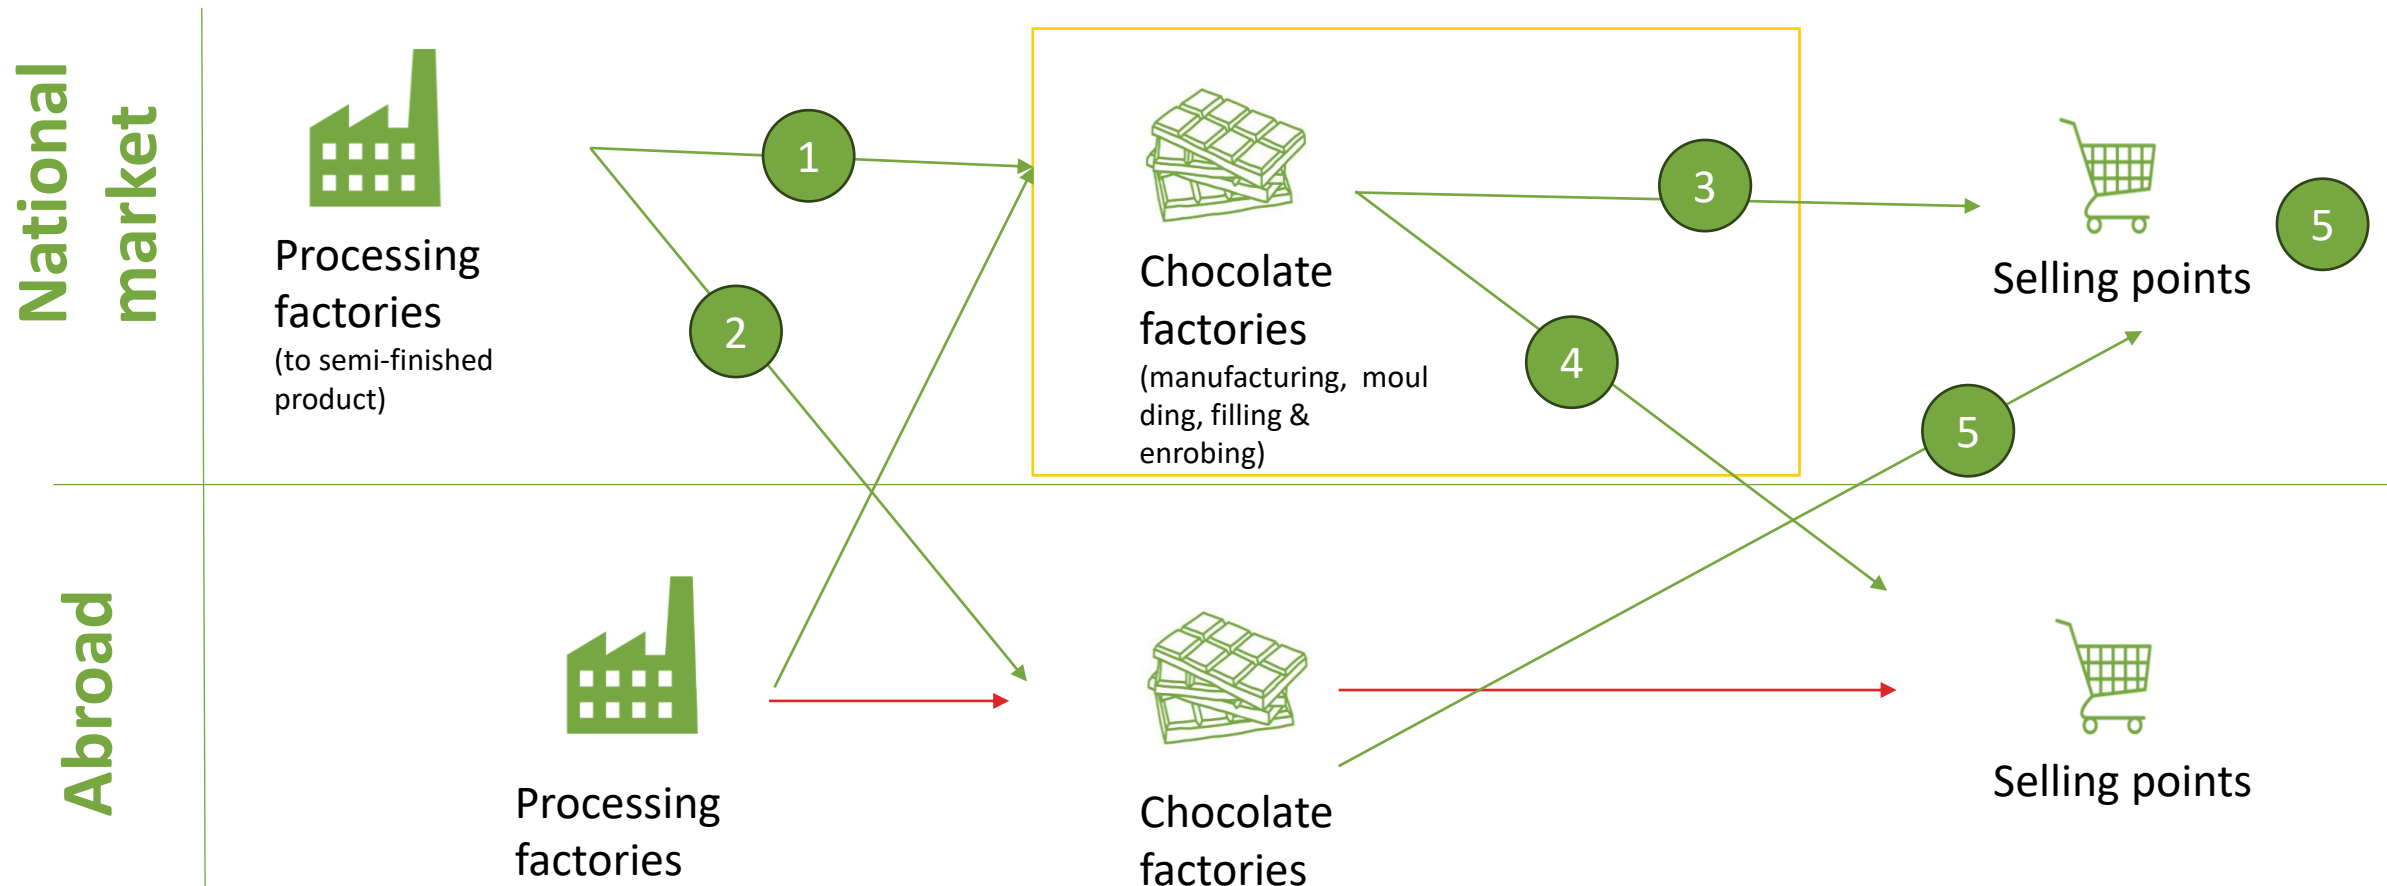 National
market
Processing
factories
(to semi-finished
product)
1
2
Chocolate
factories
(manufacturing, moul
ding, filling &
enrobing)
3
4
Selling points
5
5
Abroad
Processing
factories
Chocolate
factories
Selling points